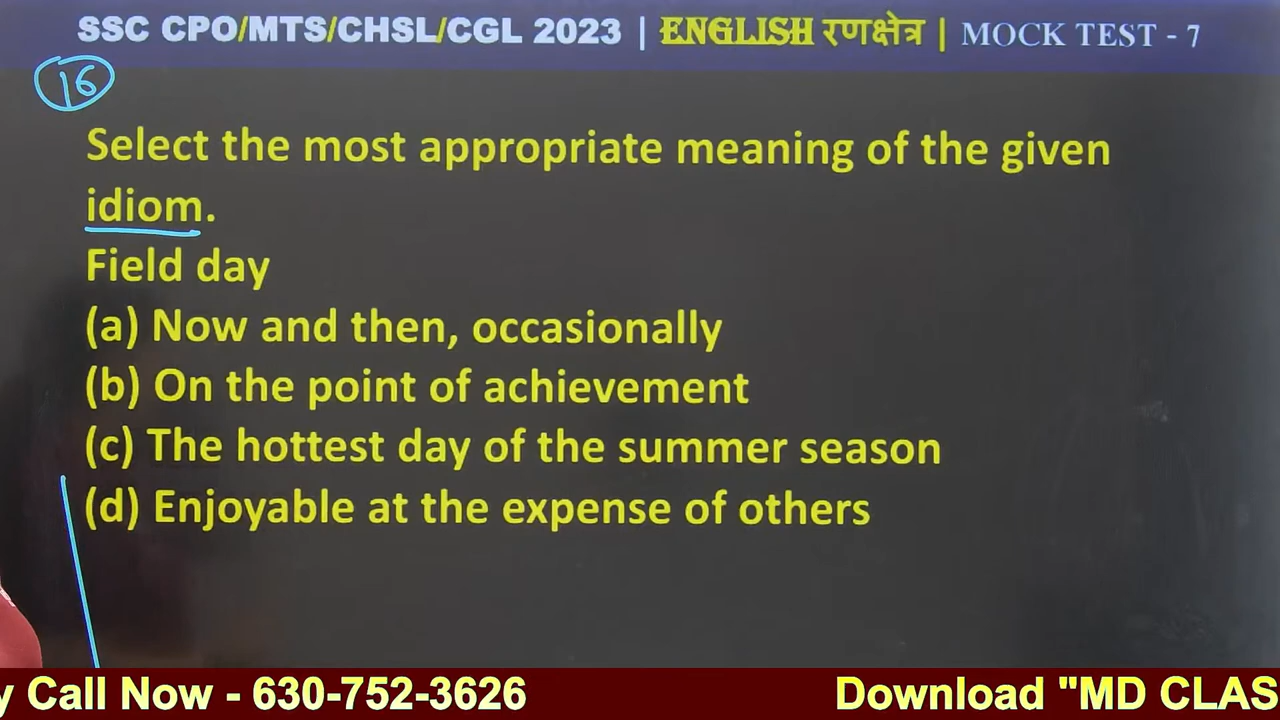 SSC CPO/MTS/CHSL/CGL 2023 | ENGLISH रणक्षेत्र | MOCK TEST - 7
16
Select the most appropriate meaning of the given
idiom.
Field day
(a) Now and then, occasionally
(b) On the point of achievement
(c) The hottest day of the summer season
(d) Enjoyable at the expense of others
y Call Now - 630-752-3626 Download "MD CLAS